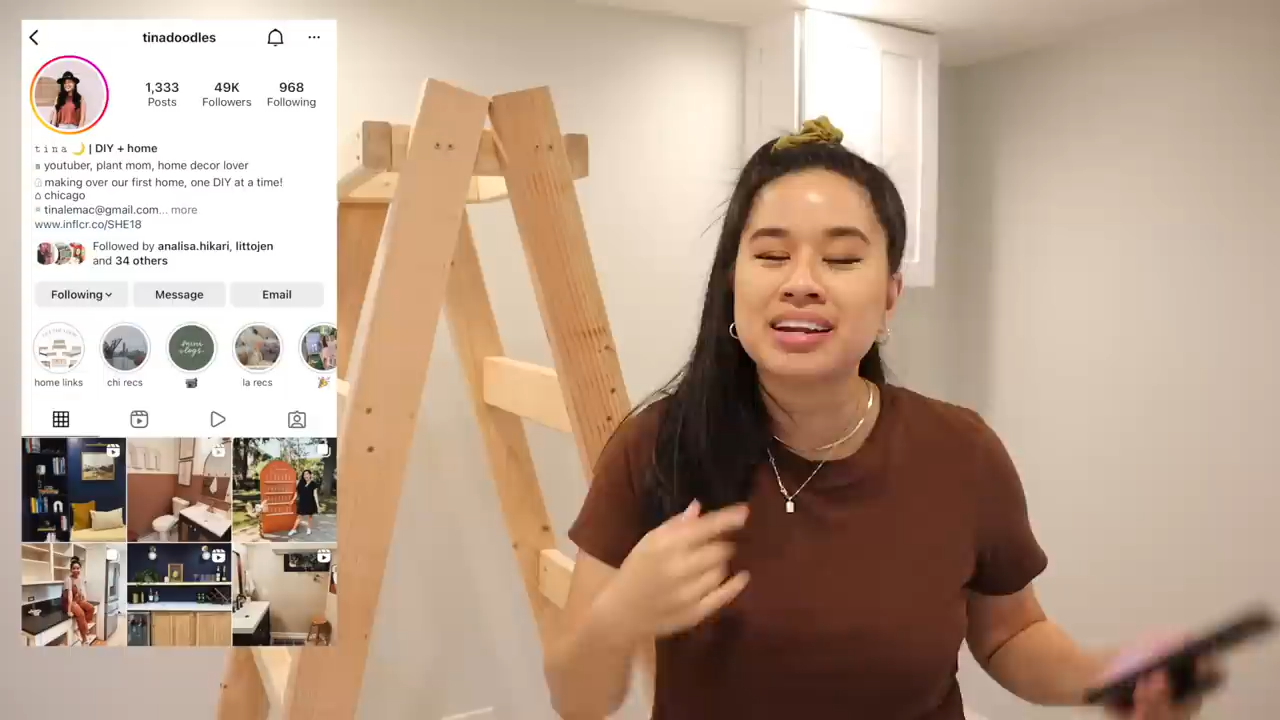 tinadoodles
1,333
49K
968
Posts
Followers
Following
tina 🌙 | DIY + home
youtuber, plant mom, home decor lover
making over our first home, one DIY at a time!
chicago
tinalemac@gmail.com... more
www.inflcr.co/SHE18
Followed by analisa.hikari, littojen
and 34 others
Following
Message
Email
mini
vlogs
home links
chi recs
la recs